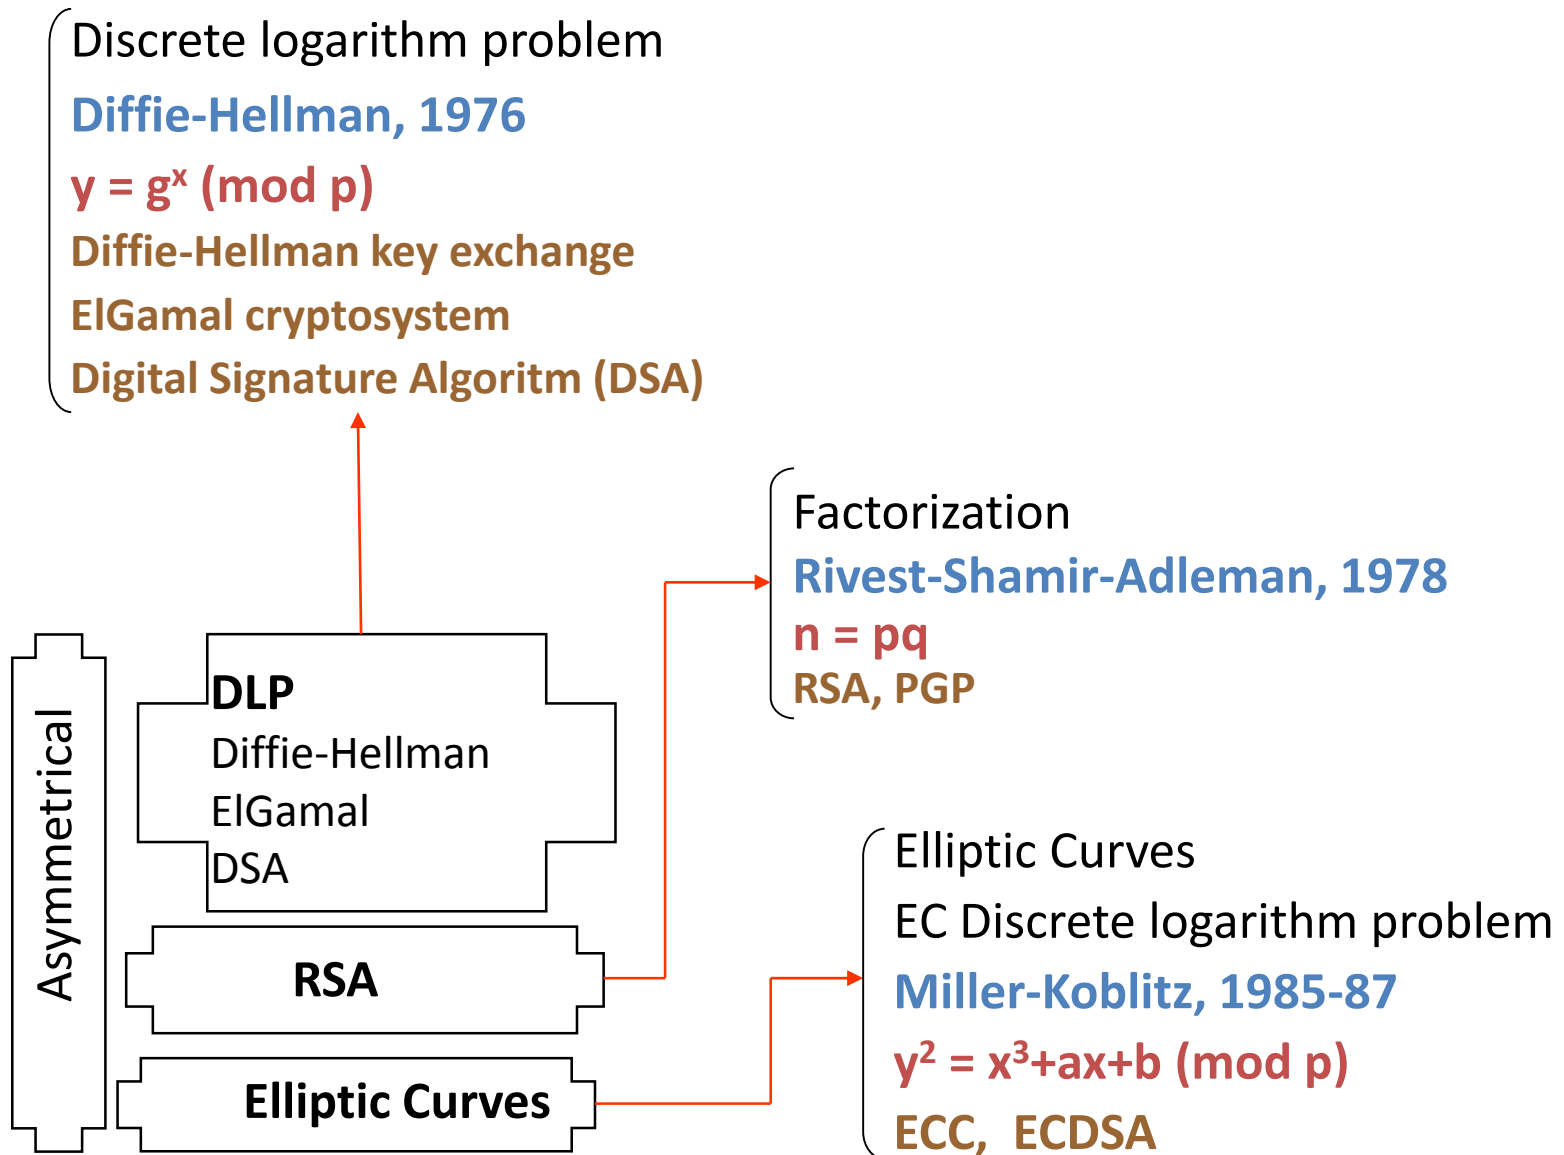 Discrete logarithm problem
Diffie-Hellman, 1976
y = gˣ (mod p)
Diffie-Hellman key exchange
ElGamal cryptosystem
Digital Signature Algoritm (DSA)
Factorization
Rivest-Shamir-Adleman, 1978
n = pq
RSA, PGP
Asymmetrical
DLP
Diffie-Hellman
ElGamal
DSA
RSA
Elliptic Curves
Elliptic Curves
EC Discrete logarithm problem
Miller-Koblitz, 1985-87
y² = x³+ax+b (mod p)
ECC, ECDSA